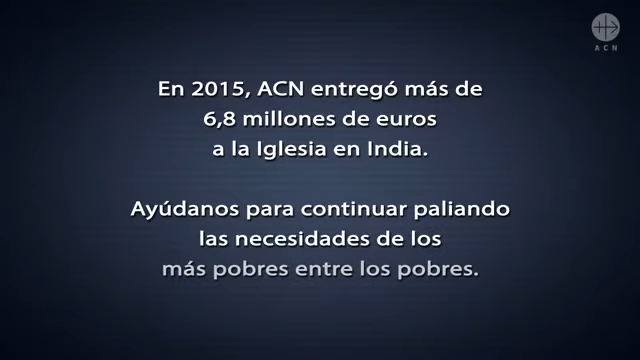 ACN
En 2015, ACN entregó más de
6,8 millones de euros
a la Iglesia en India.
Ayúdanos para continuar paliando
las necesidades de los
más pobres entre los pobres.